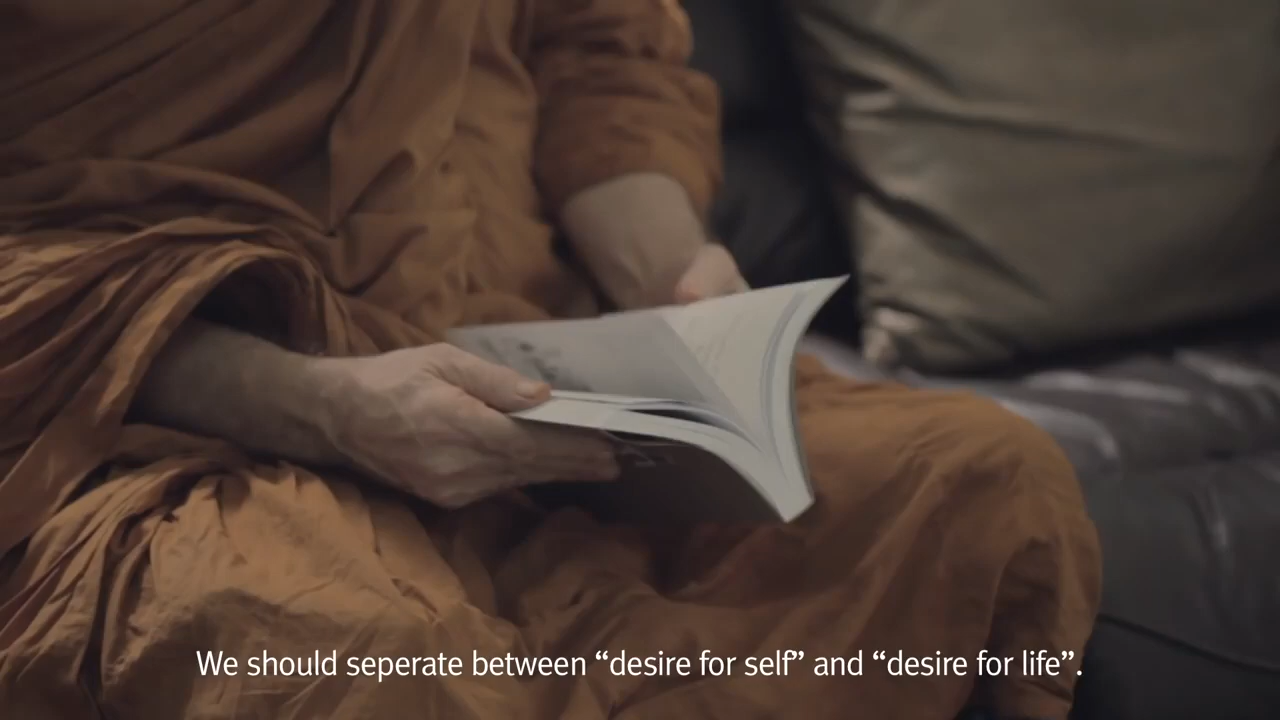 We should seperate between “desire for self” and “desire for life”.